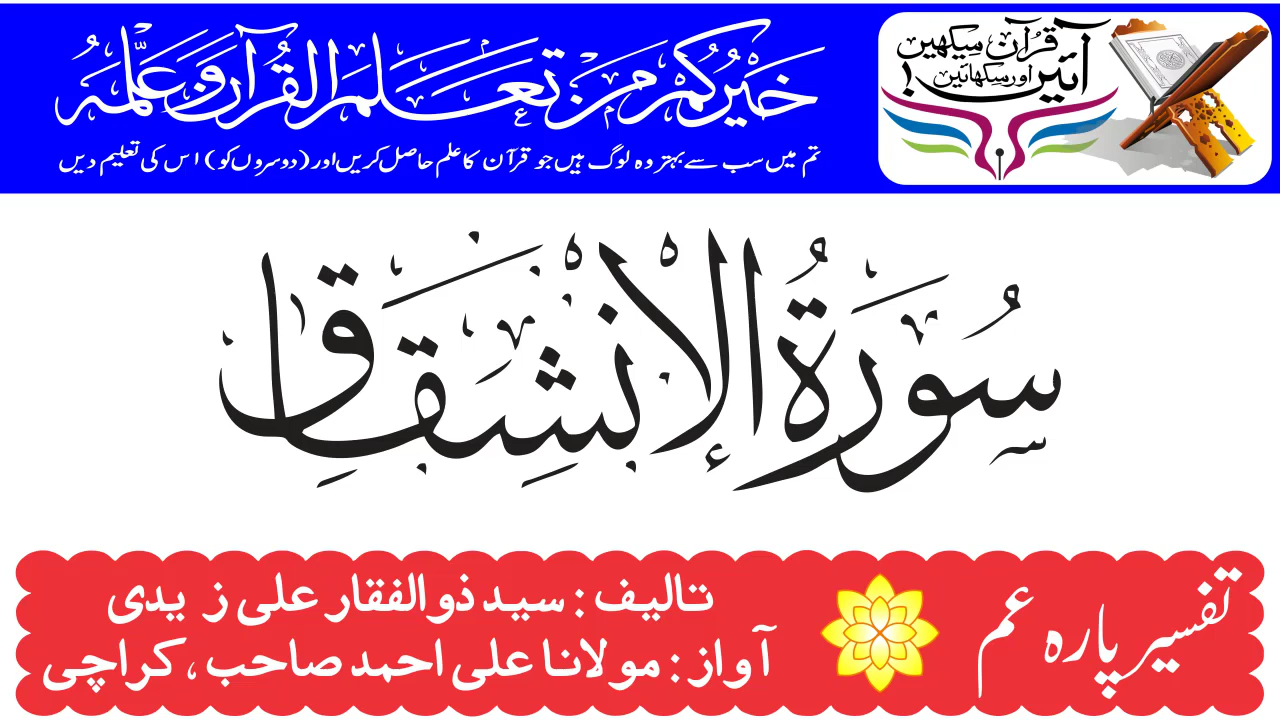 خَيْرُكُمْ مَنْ تَعَلَّمَ الْقُرْآنَ وَعَلَّمَهُ
تم میں سب سے بہتر وہ لوگ ہیں جو قرآن کا علم حاصل کریں اور (دوسروں کو) اس کی تعلیم دیں
قرآن سیکھیں
آئیں اور سکھائیں!
سُورَةُ الْإِنْشِقَاقِ
تفسیر پارہ عم
تالیف: سید ذوالفقار علی زیدی
آواز: مولانا علی احمد صاحب، کراچی